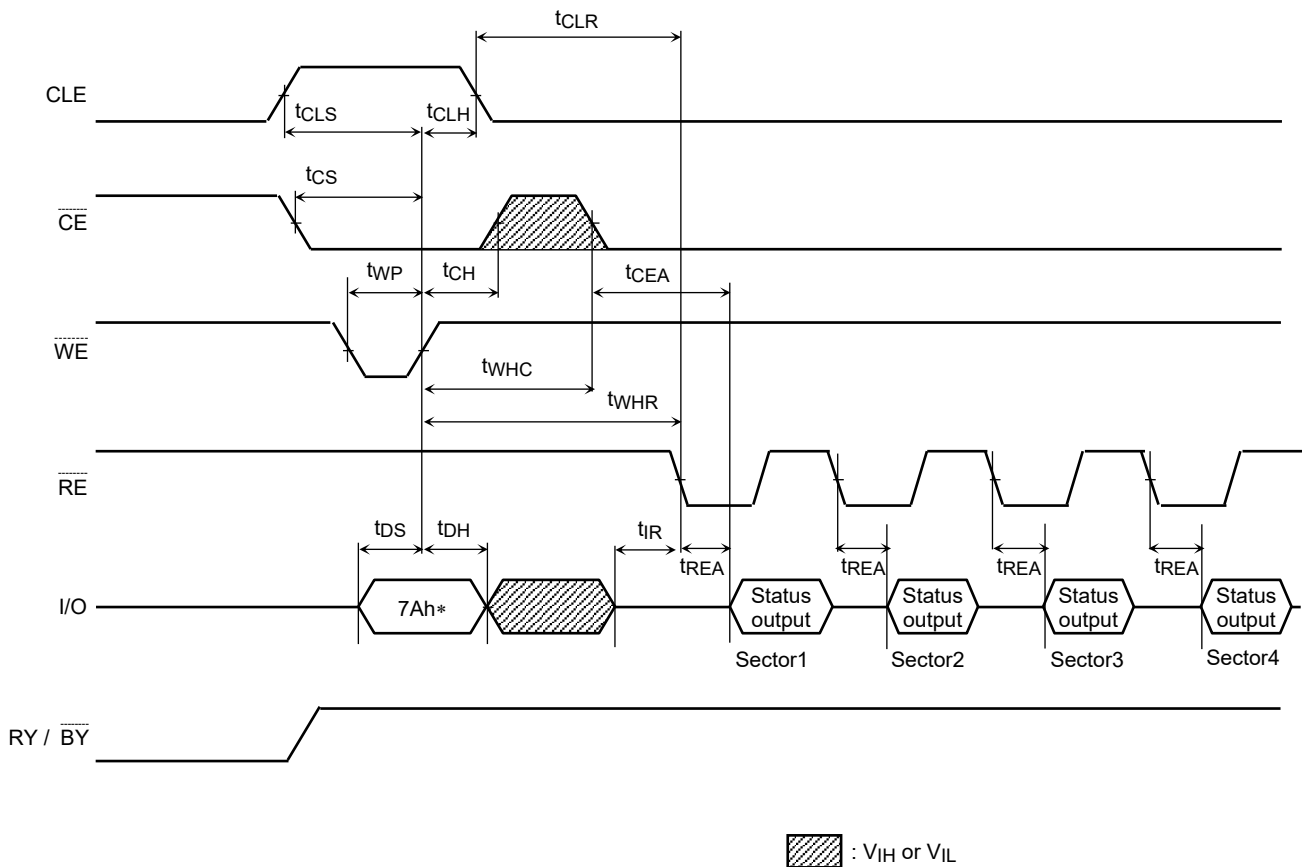 tCLR
CLE
tCLS
tCLH
tCS
CE
tWP
tCH
tCEA
WE
tWHC
tWHR
RE
tDS
tDH
tIR
tREA
tREA
tREA
tREA
I/O
7Ah*
Status output
Status output
Status output
Status output
Sector1
Sector2
Sector3
Sector4
RY / BY
: VIH or VIL